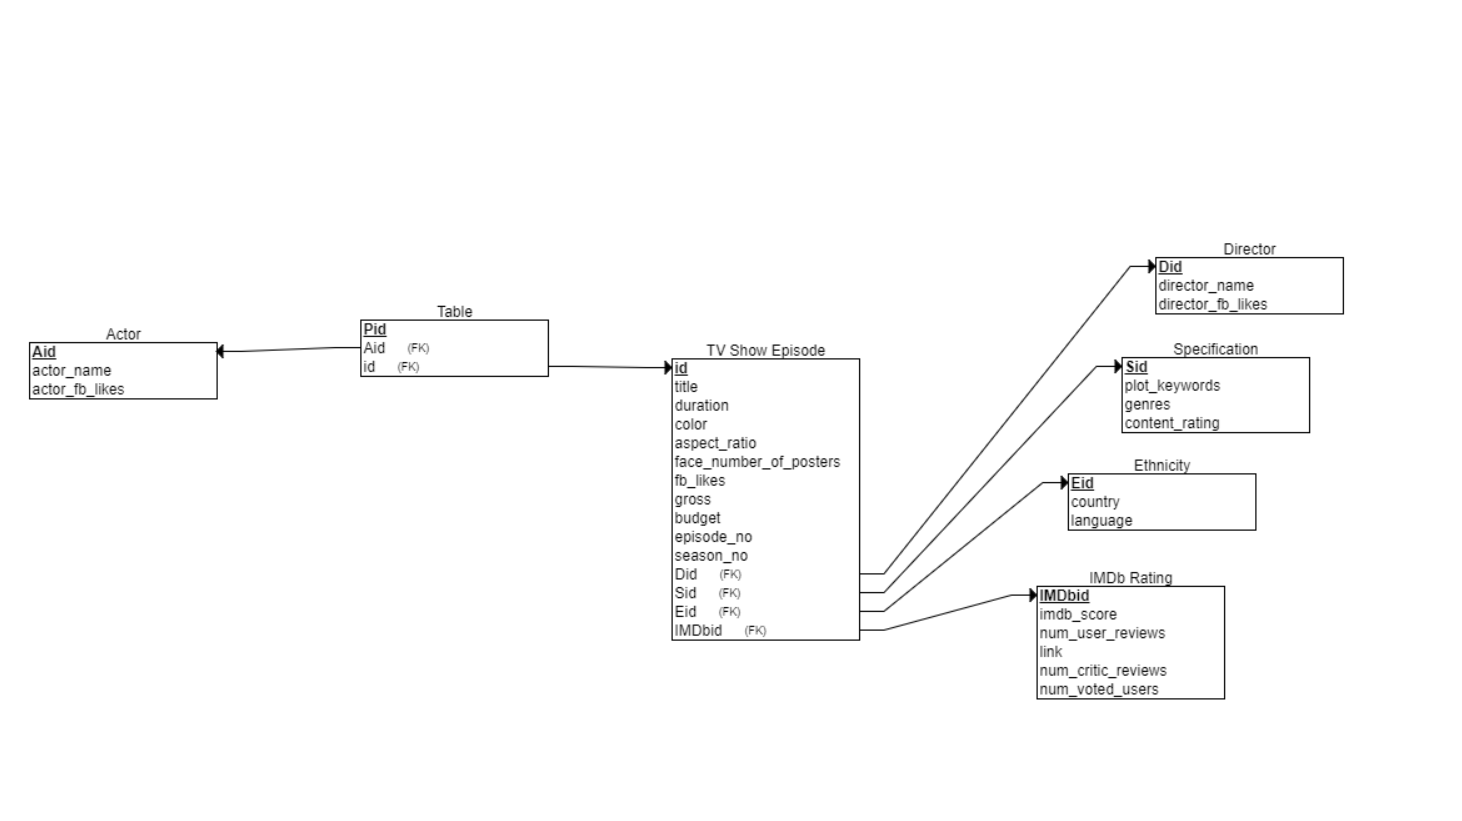 Actor
Aid
actor_name
actor_fb_likes
Table
Pid
Aid (FK)
id (FK)
TV Show Episode
id
title
duration
color
aspect_ratio
face_number_of_posters
fb_likes
gross
budget
episode_no
season_no
Did (FK)
Sid (FK)
Eid (FK)
IMDbid (FK)
Director
Did
director_name
director_fb_likes
Specification
Sid
plot_keywords
genres
content_rating
Ethnicity
Eid
country
language
IMDb Rating
IMDbid
imdb_score
num_user_reviews
link
num_critic_reviews
num_voted_users